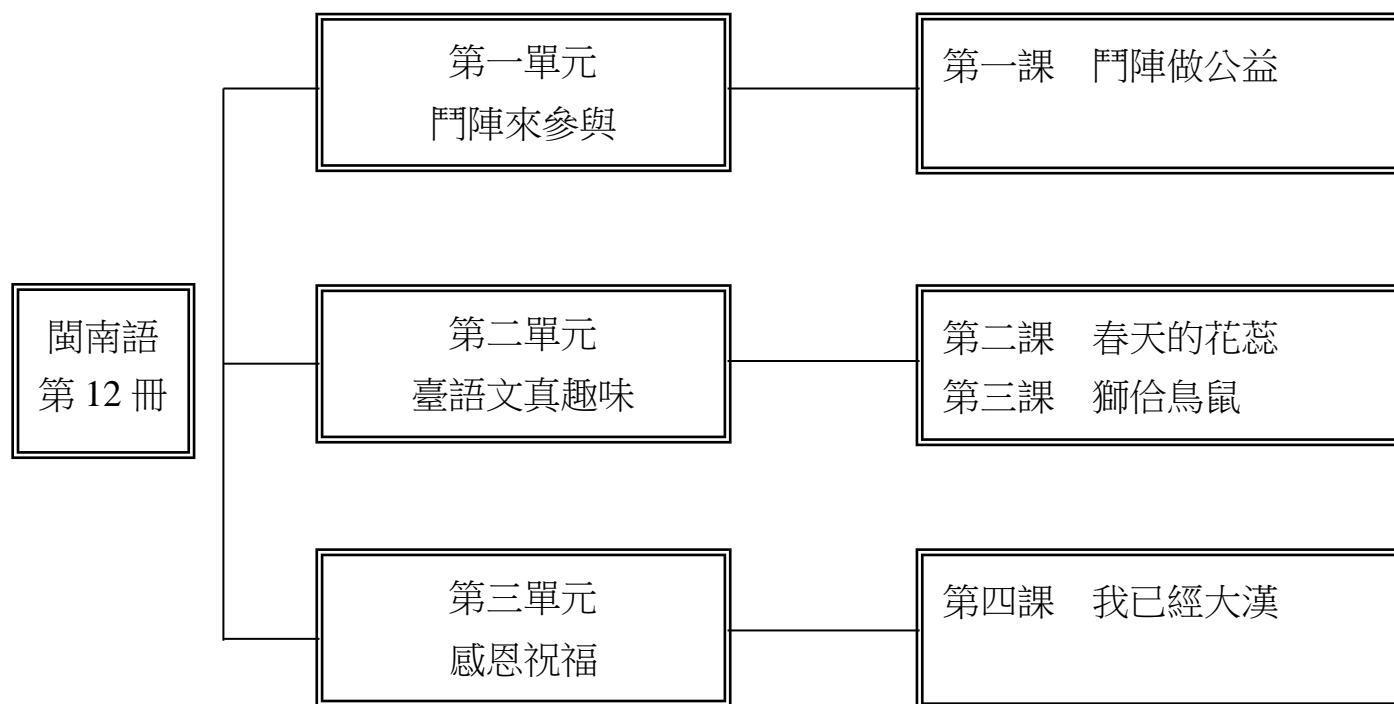 閩南語
第 12 冊
第一單元
鬥陣來參與
第一課　鬥陣做公益
第二單元
臺語文真趣味
第二課　春天的花蕊
第三課　獅佮鳥鼠
第三單元
感恩祝福
第四課　我已經大漢